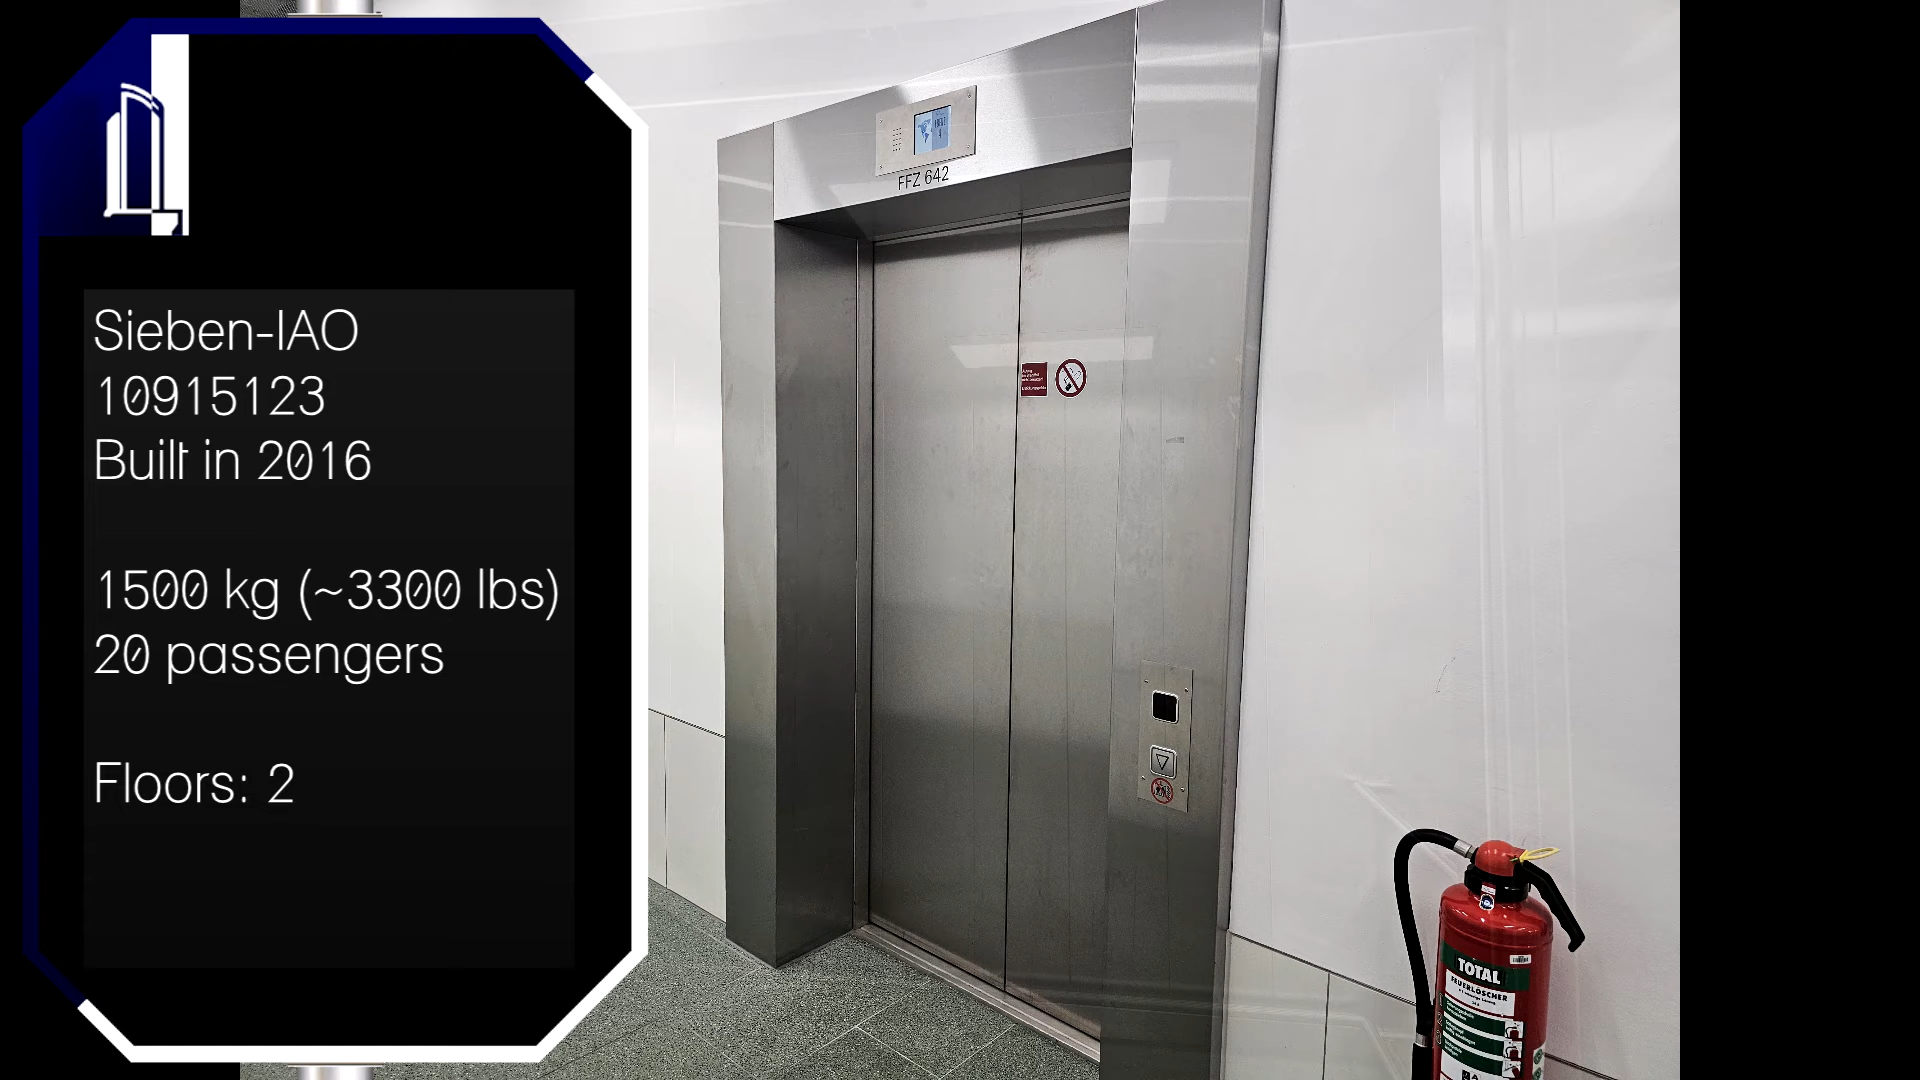 Sieben-IAO
10915123
Built in 2016
1500 kg (~3300 lbs)
20 passengers
Floors: 2
FFZ 642
TOTAL
FEUERLÖSCHER